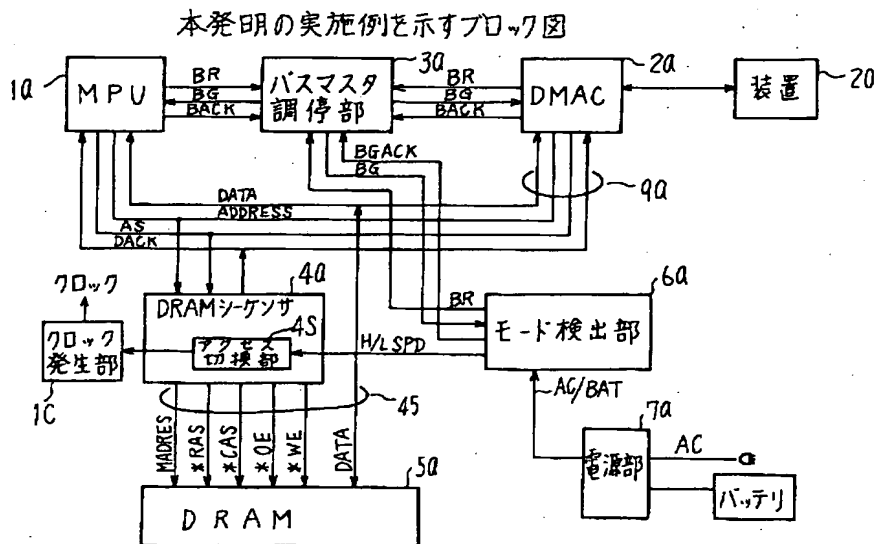 本発明の実施例を示すブロック図
1a
MPU
BR
BG
BACK
3a
バスマスタ
調停部
BR
BG
BACK
2a
DMAC
装置
20
BGACK
BG
9a
DATA
ADDRESS
AS
DACK
クロック
4a
DRAMシーケンサ
4S
アクセス
切換部
クロック
発生部
1C
H/LSPD
BR
6a
モード検出部
AC/BAT
45
MADRES
*RAS
*CAS
*OE
*WE
DATA
7a
電源部
AC
バッテリ
5a
DRAM